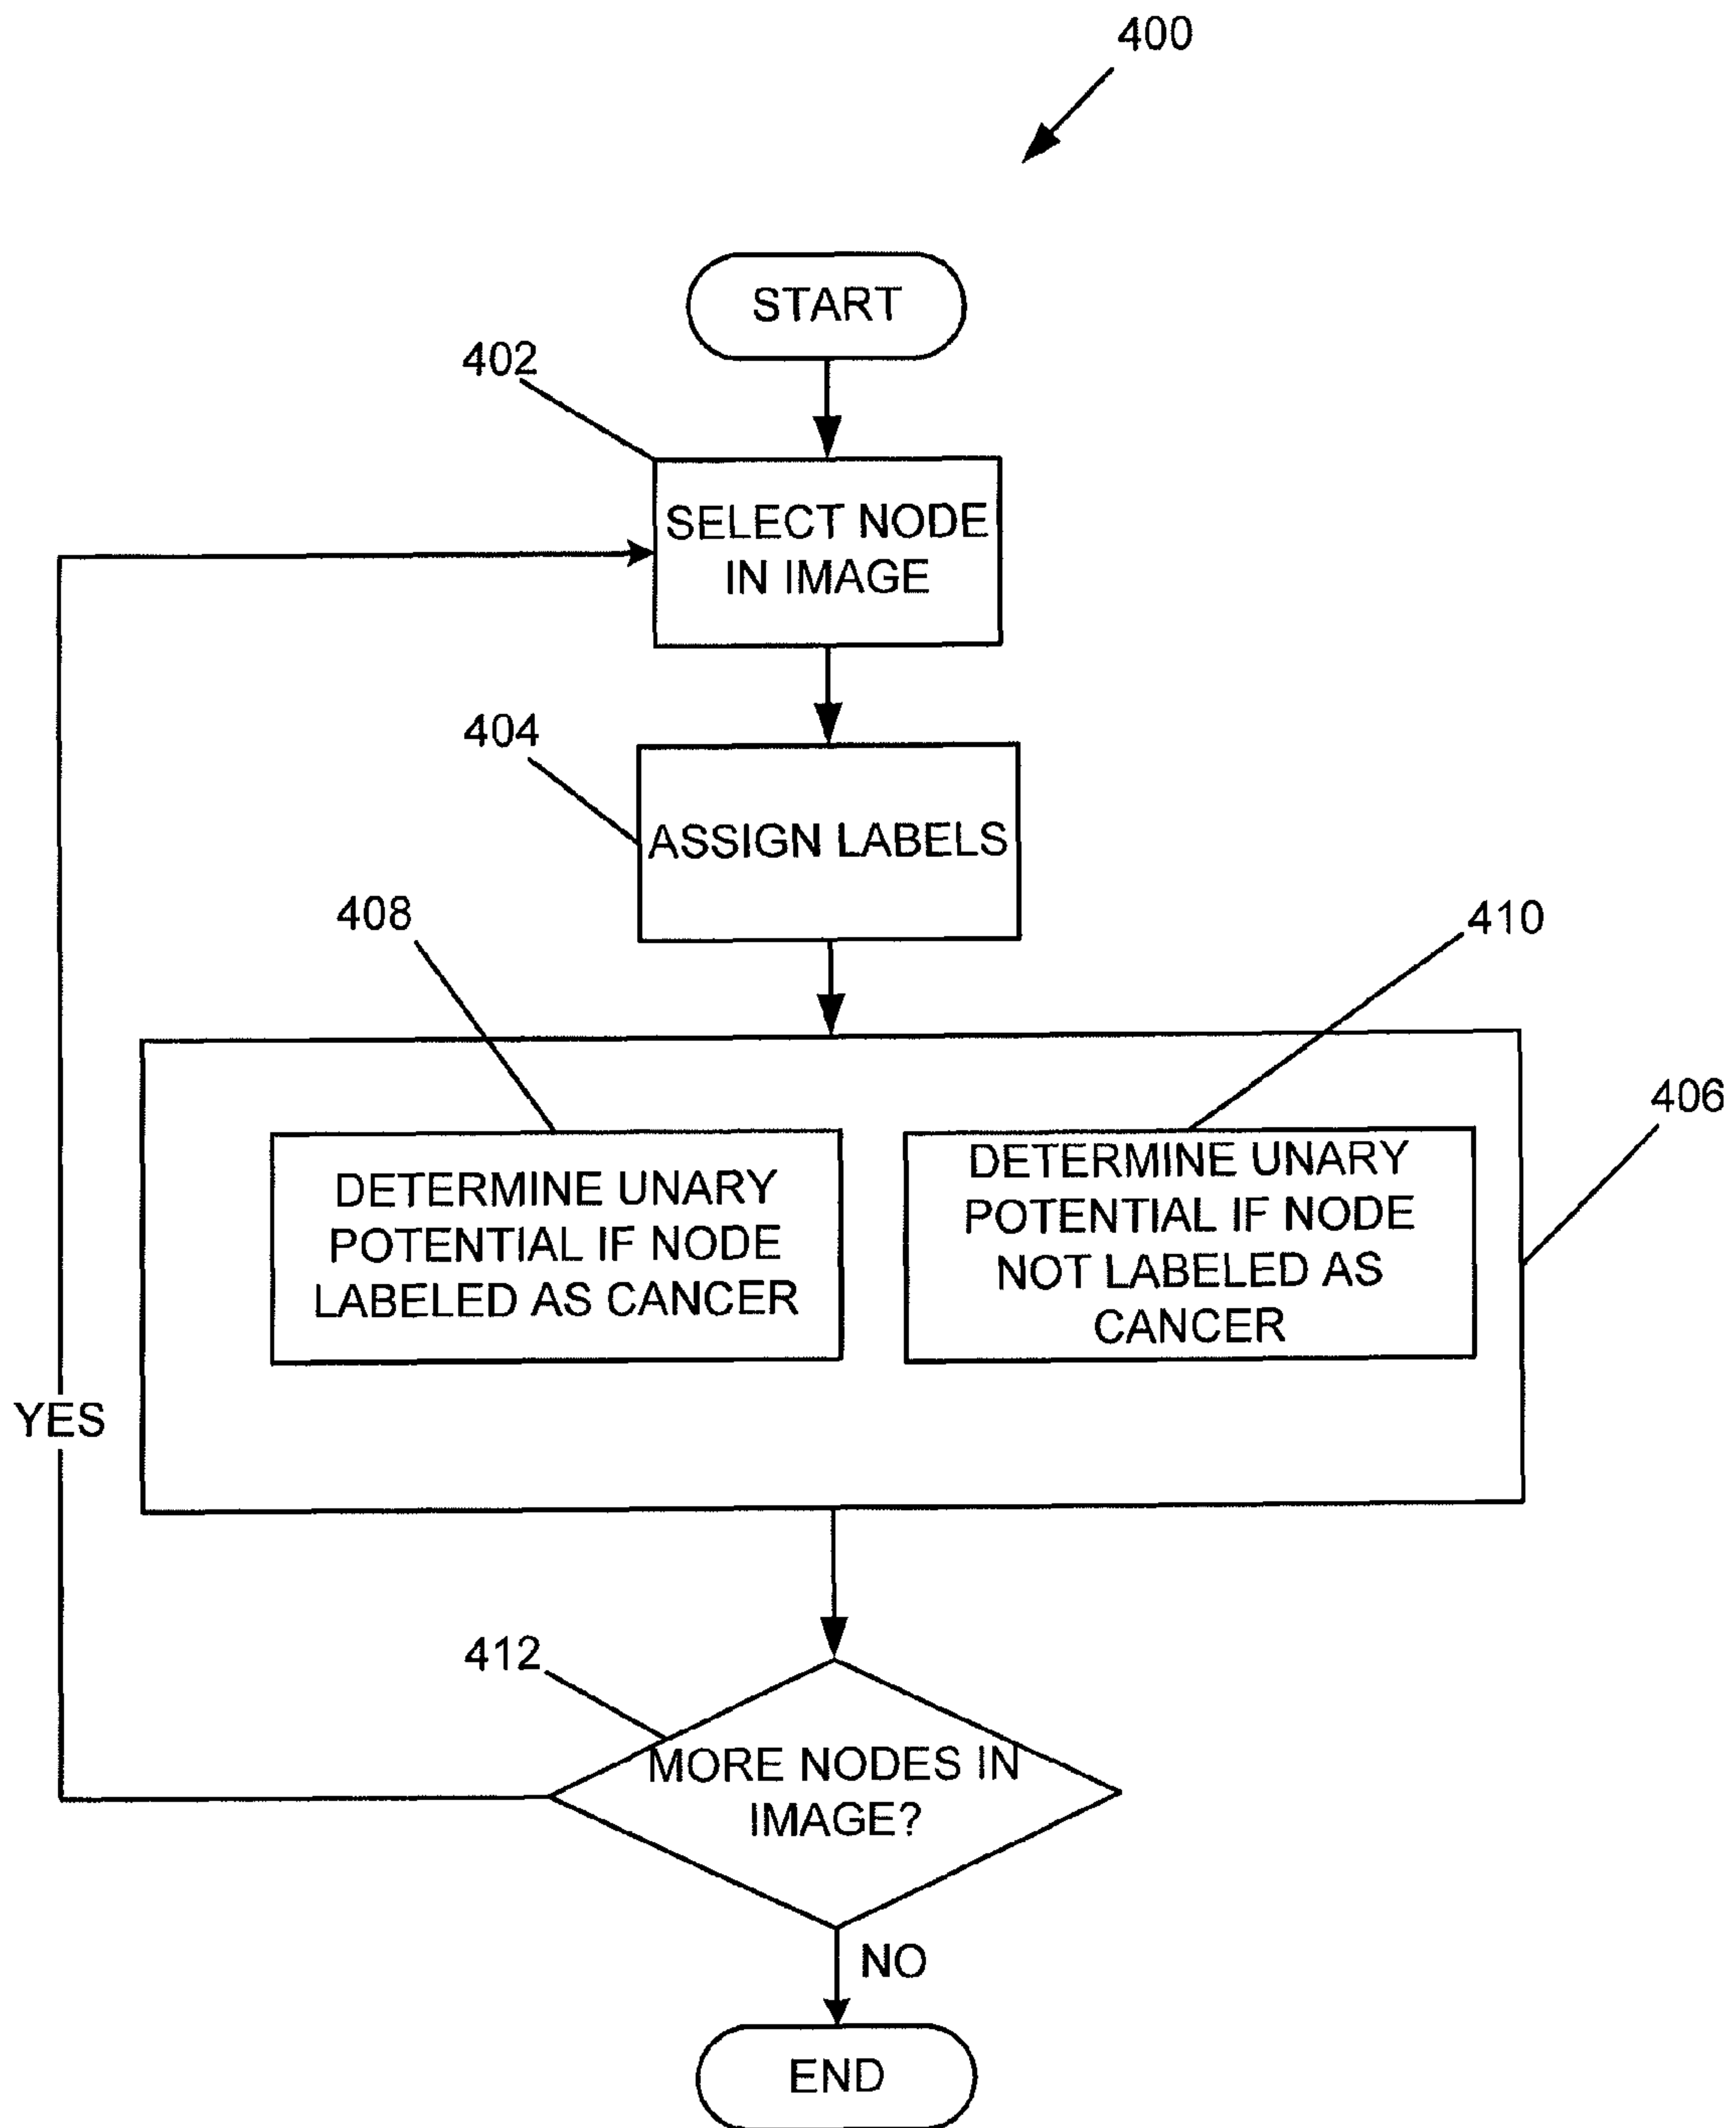 400
START
402
SELECT NODE
IN IMAGE
404
ASSIGN LABELS
408
410
406
DETERMINE UNARY
POTENTIAL IF NODE
LABELED AS CANCER
DETERMINE UNARY
POTENTIAL IF NODE
NOT LABELED AS
CANCER
YES
412
MORE NODES IN
IMAGE?
NO
END